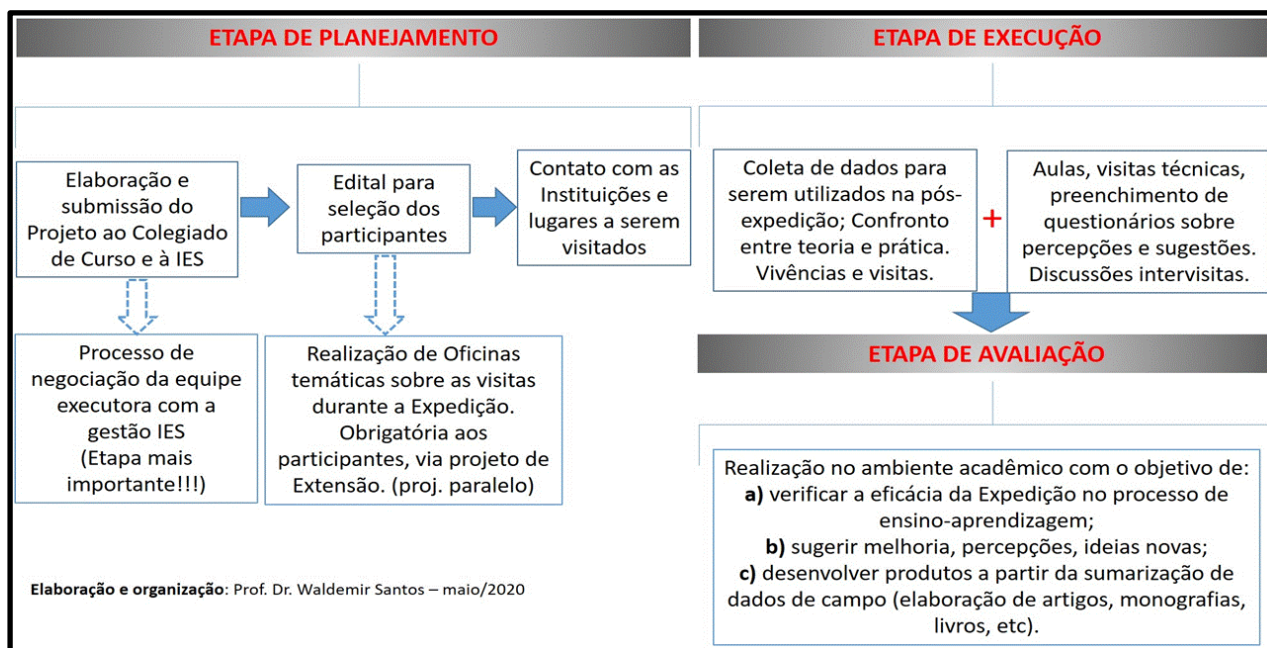 ETAPA DE PLANEJAMENTO
Elaboração e
submissão do
Projeto ao Colegiado
de Curso e à IES
Edital para
seleção dos
participantes
Contato com as
Instituições e
lugares a serem
visitados
Processo de
negociação da equipe
executora com a
gestão IES
(Etapa mais
importante!!!)
Realização de Oficinas
temáticas sobre as visitas
durante a Expedição.
Obrigatória aos
participantes, via projeto de
Extensão. (proj. paralelo)
Elaboração e organização: Prof. Dr. Waldemir Santos – maio/2020
ETAPA DE EXECUÇÃO
Coleta de dados para
serem utilizados na pós-
expedição; Confronto
entre teoria e prática.
Vivências e visitas.
+
Aulas, visitas técnicas,
preenchimento de
questionários sobre
percepções e sugestões.
Discussões intervisitas.
ETAPA DE AVALIAÇÃO
Realização no ambiente acadêmico com o objetivo de:
a) verificar a eficácia da Expedição no processo de
ensino-aprendizagem;
b) sugerir melhoria, percepções, ideias novas;
c) desenvolver produtos a partir da sumarização de
dados de campo (elaboração de artigos, monografias,
livros, etc).